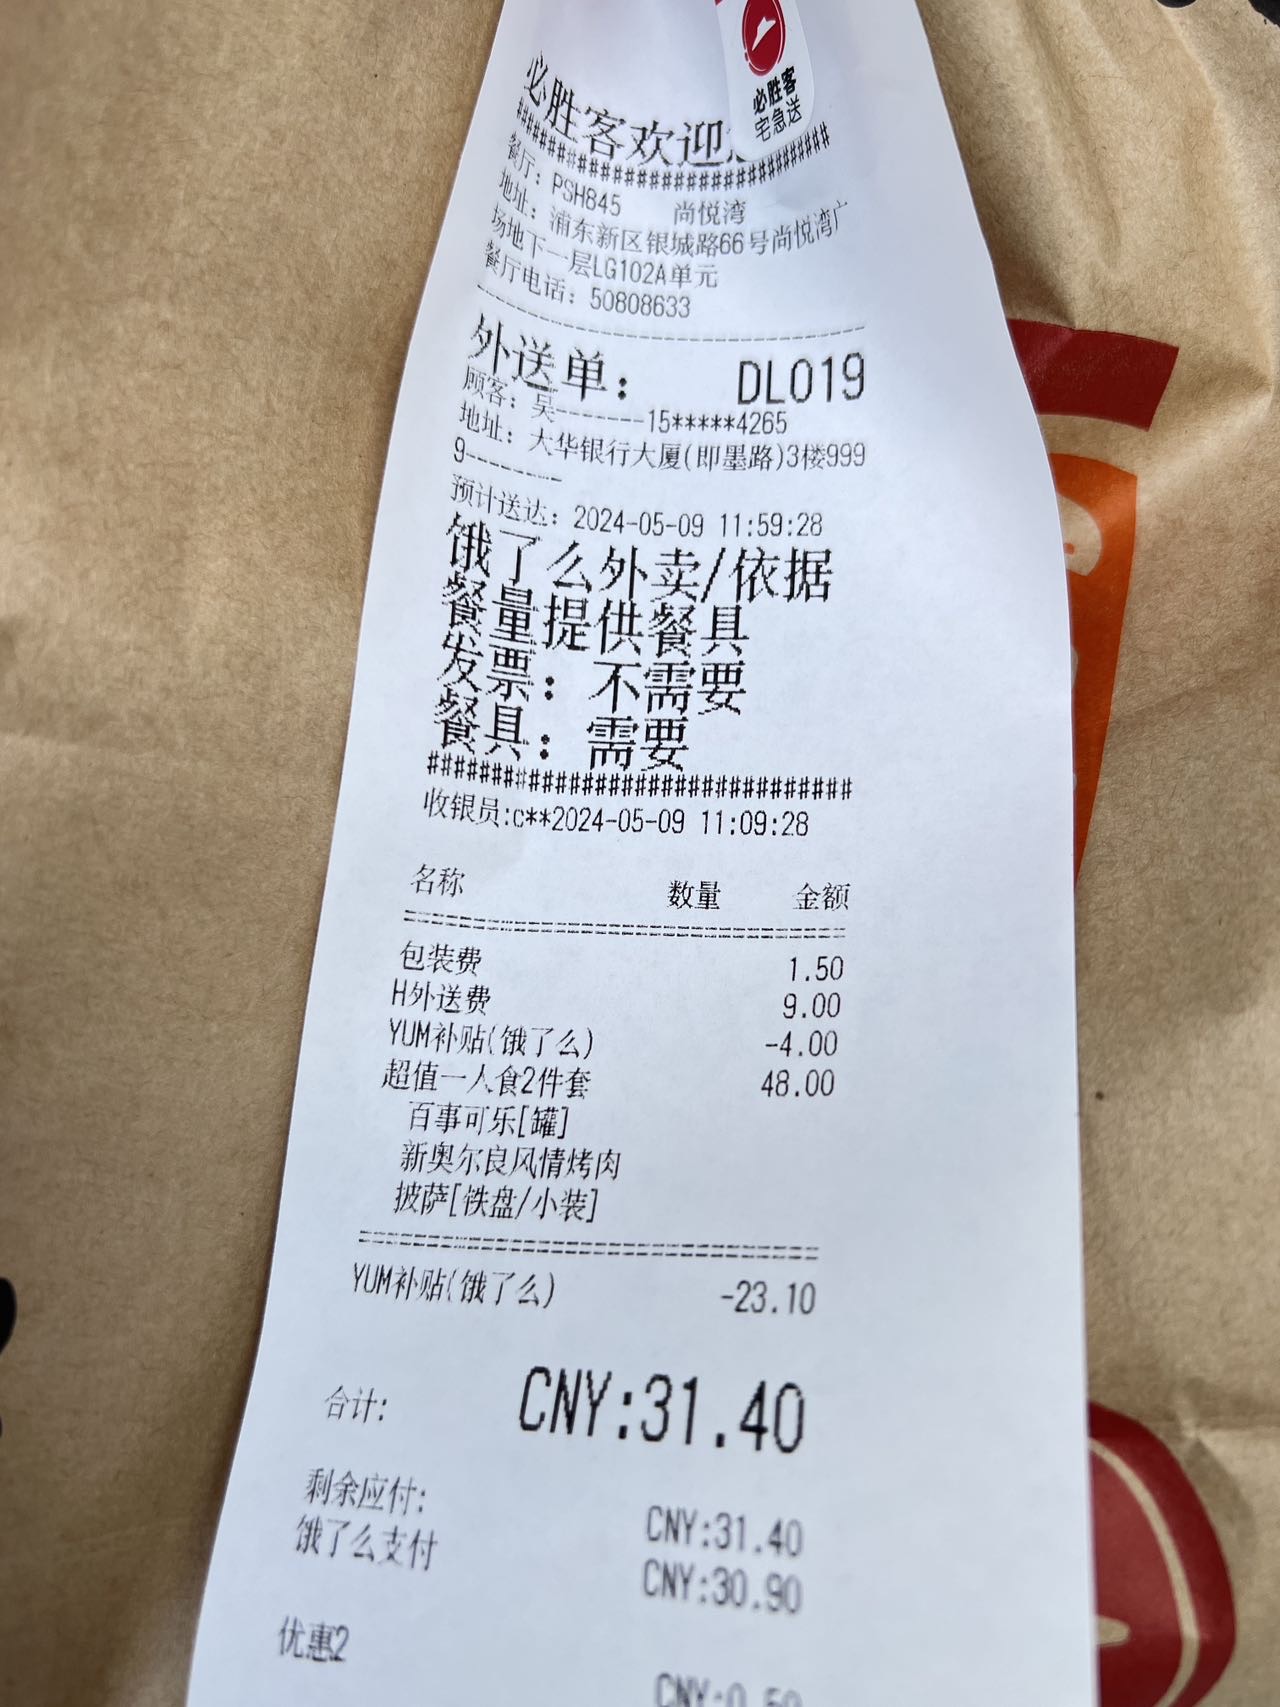 必胜客
宅急送
必胜客欢迎
##############################
餐厅: PSH845 尚悦湾
地址: 浦东新区银城路66号尚悦湾广
场地下一层LG102A单元
餐厅电话: 50808633
外送单: DL019
顾客: 吴-------15*****4265
地址: 大华银行大厦(即墨路)3楼999
9-------
预计送达: 2024-05-09 11:59:28
饿了么外卖/依据
餐量提供餐具
发票: 不需要
餐具: 需要
################################
收银员:c**2024-05-09 11:09:28
名称 数量 金额
包装费 1.50
H外送费 9.00
YUM补贴(饿了么) -4.00
超值一人食2件套 48.00
百事可乐[罐]
新奥尔良风情烤肉
披萨[铁盘/小装]
YUM补贴(饿了么) -23.10
合计: CNY:31.40
剩余应付: CNY:31.40
饿了么支付 CNY:30.90
优惠2
CNY:0.50